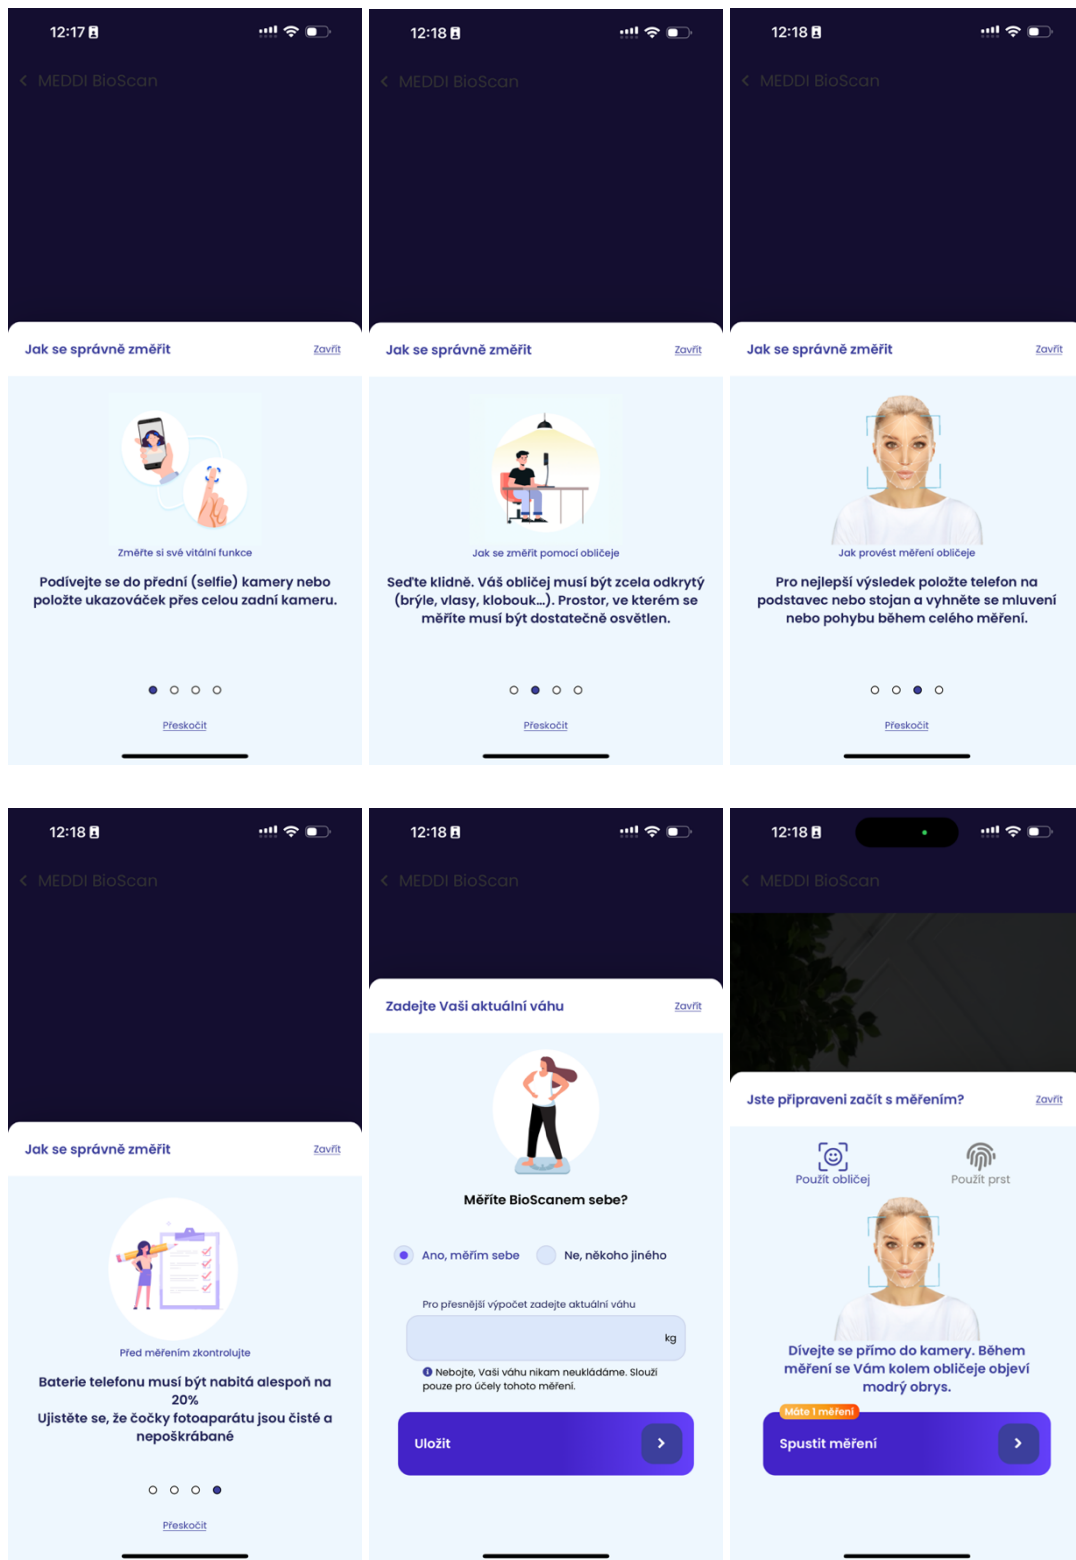 12:17
MEDDI BioScan
Jak se správně změřit
Zavřít
Změřte si své vitální funkce
Podívejte se do přední (selfie) kamery nebo
položte ukazováček přes celou zadní kameru.
Přeskočit
12:18
MEDDI BioScan
Jak se správně změřit
Zavřít
Jak se změřit pomocí obličeje
Seďte klidně. Váš obličej musí být zcela odkrytý
(brýle, vlasy, klobouk...). Prostor, ve kterém se
měříte musí být dostatečně osvětlen.
Přeskočit
12:18
MEDDI BioScan
Jak se správně změřit
Zavřít
Jak provést měření obličeje
Pro nejlepší výsledek položte telefon na
podstavec nebo stojan a vyhněte se mluvení
nebo pohybu během celého měření.
Přeskočit
12:18
MEDDI BioScan
Jak se správně změřit
Zavřít
Před měřením zkontrolujte
Baterie telefonu musí být nabitá alespoň na
20%
Ujistěte se, že čočky fotoaparátu jsou čisté a
nepoškrábané
Přeskočit
12:18
MEDDI BioScan
Zadejte Vaši aktuální váhu
Zavřít
Měříte BioScanem sebe?
Ano, měřím sebe
Ne, někoho jiného
Pro přesnější výpočet zadejte aktuální váhu
kg
Nebojte, Vaši váhu nikam neukládáme. Slouží
pouze pro účely tohoto měření.
Uložit
12:18
MEDDI BioScan
Jste připraveni začít s měřením?
Zavřít
Použít obličej
Použít prst
Dívejte se přímo do kamery. Během
měření se Vám kolem obličeje objeví
modrý obrys.
Máte 1 měření
Spustit měření